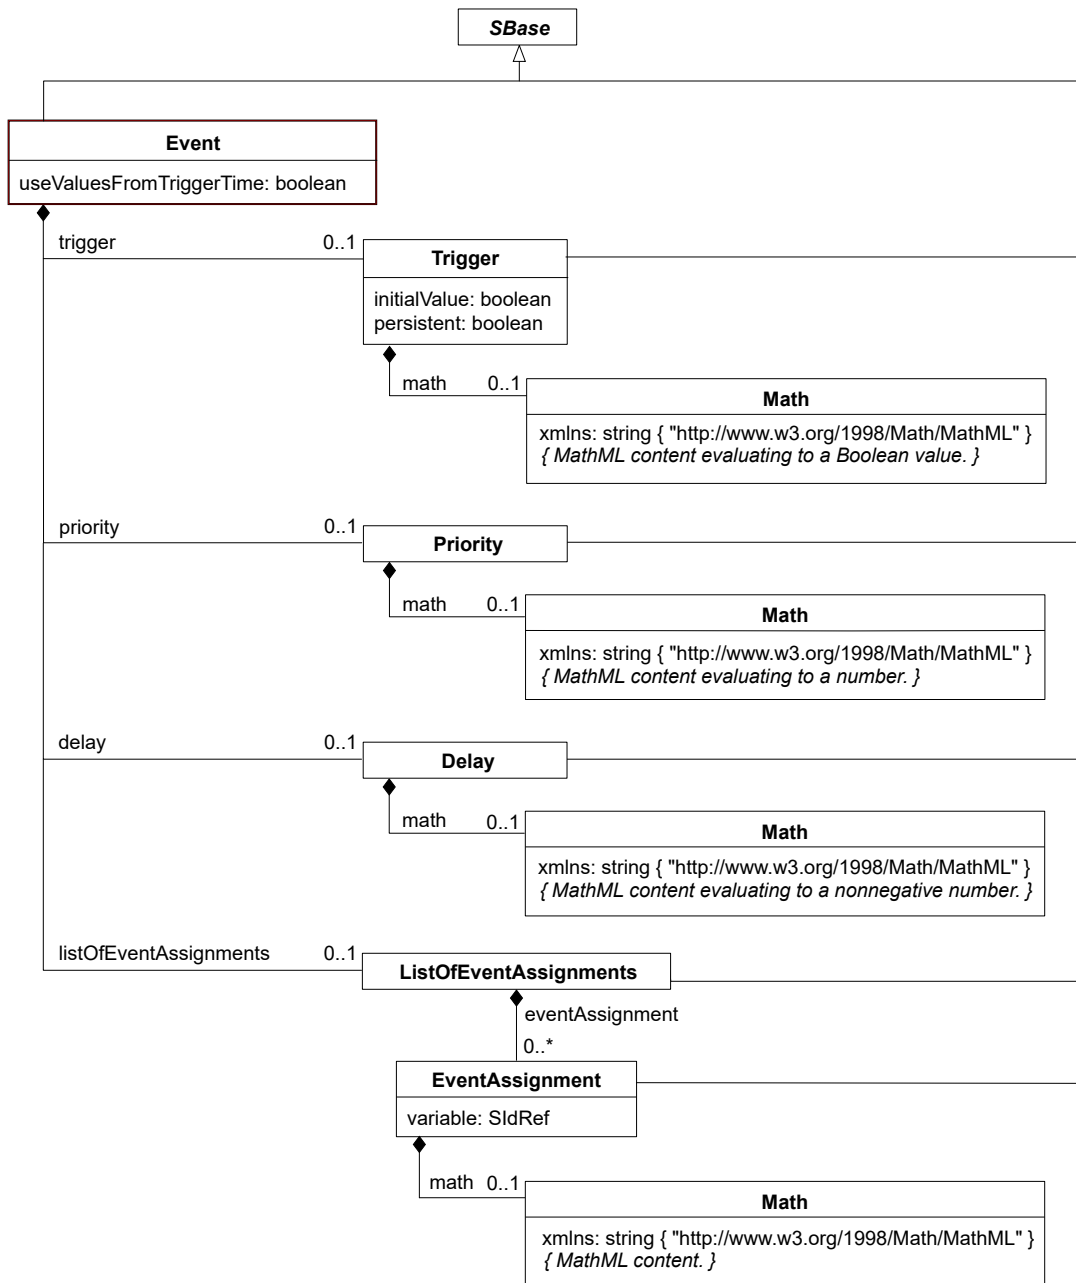 SBase
Event
useValuesFromTriggerTime: boolean
trigger 0..1
Trigger
initialValue: boolean
persistent: boolean
math 0..1
Math
xmlns: string { "http://www.w3.org/1998/Math/MathML" }
{ MathML content evaluating to a Boolean value. }
priority 0..1
Priority
math 0..1
Math
xmlns: string { "http://www.w3.org/1998/Math/MathML" }
{ MathML content evaluating to a number. }
delay 0..1
Delay
math 0..1
Math
xmlns: string { "http://www.w3.org/1998/Math/MathML" }
{ MathML content evaluating to a nonnegative number. }
listOfEventAssignments 0..1
ListOfEventAssignments
eventAssignment
0..*
EventAssignment
variable: SIdRef
math 0..1
Math
xmlns: string { "http://www.w3.org/1998/Math/MathML" }
{ MathML content. }